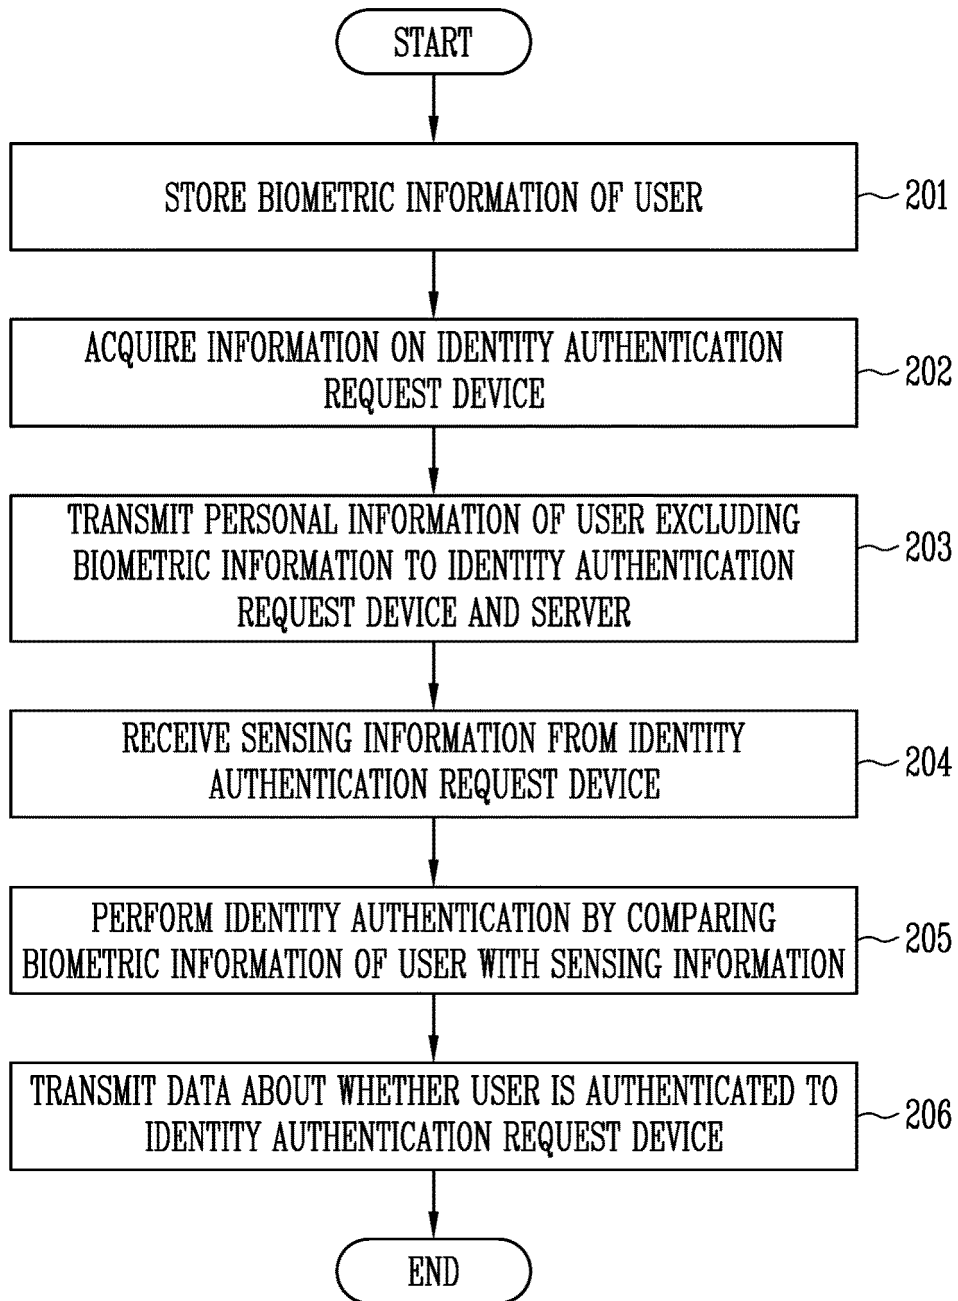 START
STORE BIOMETRIC INFORMATION OF USER
201
ACQUIRE INFORMATION ON IDENTITY AUTHENTICATION
REQUEST DEVICE
202
TRANSMIT PERSONAL INFORMATION OF USER EXCLUDING
BIOMETRIC INFORMATION TO IDENTITY AUTHENTICATION
REQUEST DEVICE AND SERVER
203
RECEIVE SENSING INFORMATION FROM IDENTITY
AUTHENTICATION REQUEST DEVICE
204
PERFORM IDENTITY AUTHENTICATION BY COMPARING
BIOMETRIC INFORMATION OF USER WITH SENSING INFORMATION
205
TRANSMIT DATA ABOUT WHETHER USER IS AUTHENTICATED TO
IDENTITY AUTHENTICATION REQUEST DEVICE
206
END